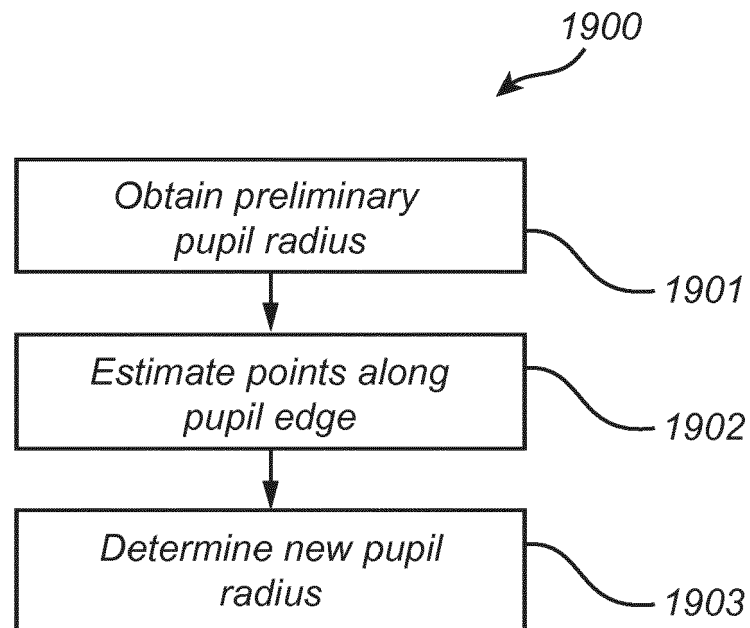 1900
Obtain preliminary
pupil radius
1901
Estimate points along
pupil edge
1902
Determine new pupil
radius
1903